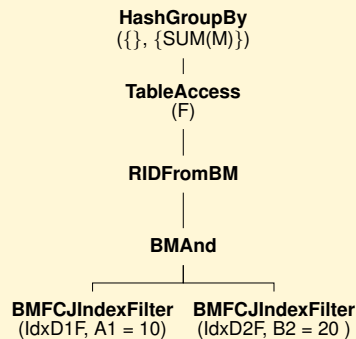 HashGroupBy
({}, {SUM(M)})
TableAccess
(F)
RIDFromBM
BMAnd
BMFCJIndexFilter BMFCJIndexFilter
(IdxD1F, A1 = 10) (IdxD2F, B2 = 20 )